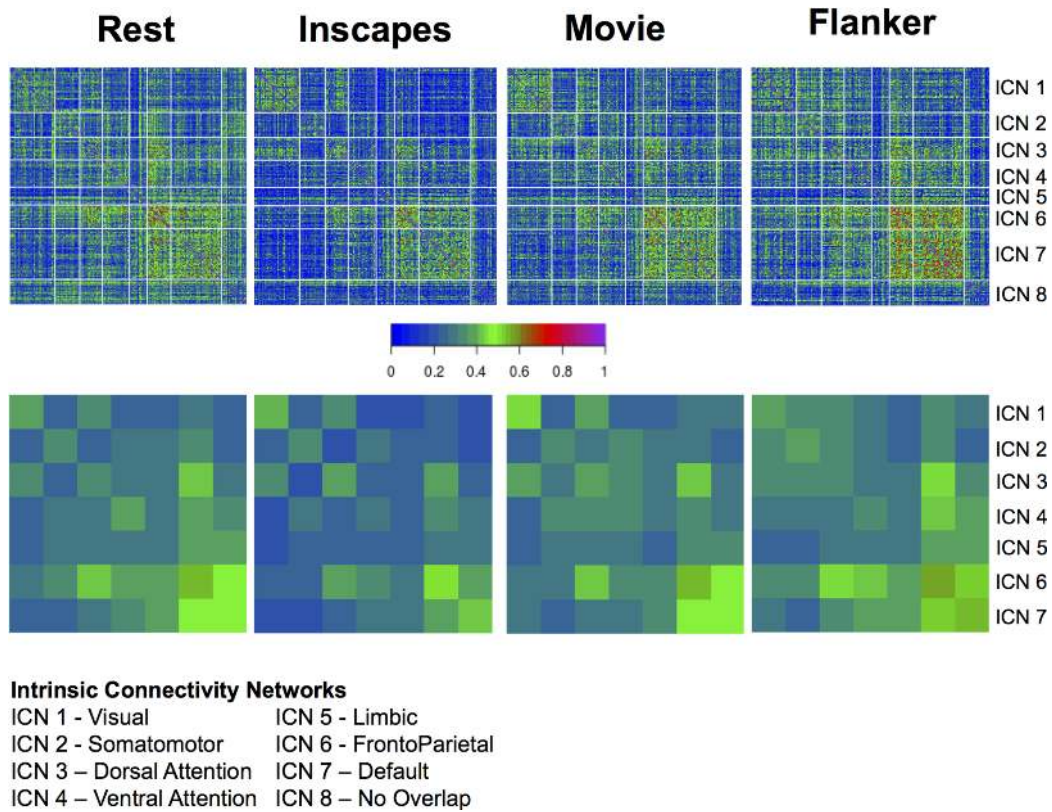 Rest Inscapes Movie Flanker
ICN 1
ICN 2
ICN 3
ICN 4
ICN 5
ICN 6
ICN 7
ICN 8
0 0.2 0.4 0.6 0.8 1
ICN 1
ICN 2
ICN 3
ICN 4
ICN 5
ICN 6
ICN 7
Intrinsic Connectivity Networks
ICN 1 - Visual ICN 5 - Limbic
ICN 2 - Somatomotor ICN 6 - FrontoParietal
ICN 3 – Dorsal Attention ICN 7 – Default
ICN 4 – Ventral Attention ICN 8 – No Overlap